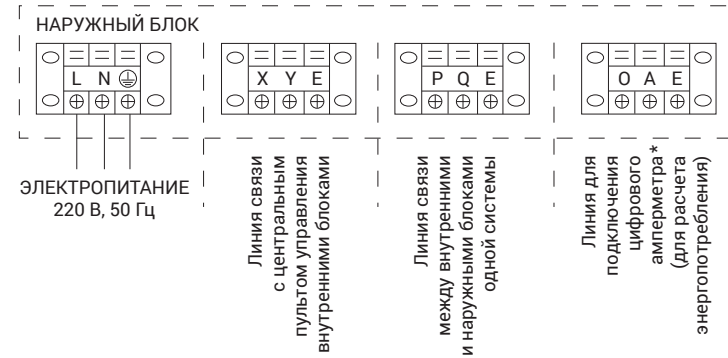 НАРУЖНЫЙ БЛОК
L N
X Y E
P Q E
O A E
ЭЛЕКТРОПИТАНИЕ
220 В, 50 Гц
Линия связи
с центральным
пультом управления
внутренними блоками
Линия связи
между внутренними
и наружными блоками
одной системы
Линия для
подключения
цифрового
амперметра*
(для расчета
энергопотребления)